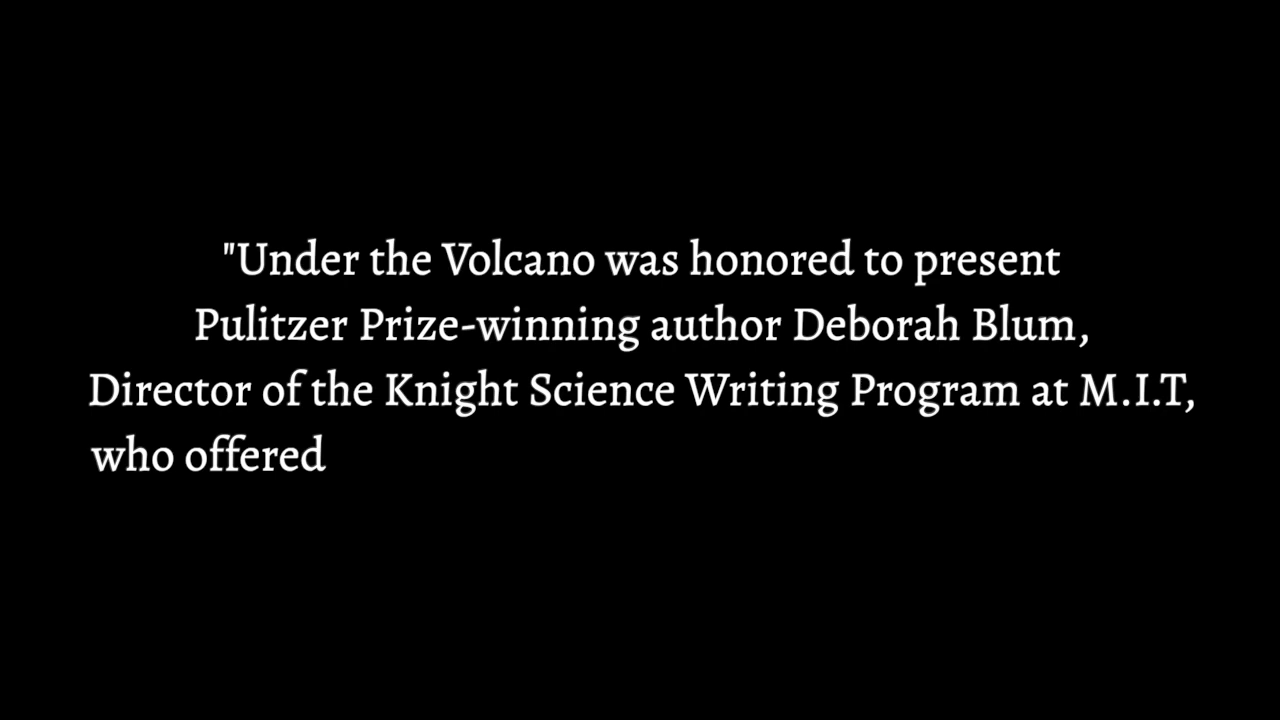 "Under the Volcano was honored to present
Pulitzer Prize-winning author Deborah Blum,
Director of the Knight Science Writing Program at M.I.T,
who offered